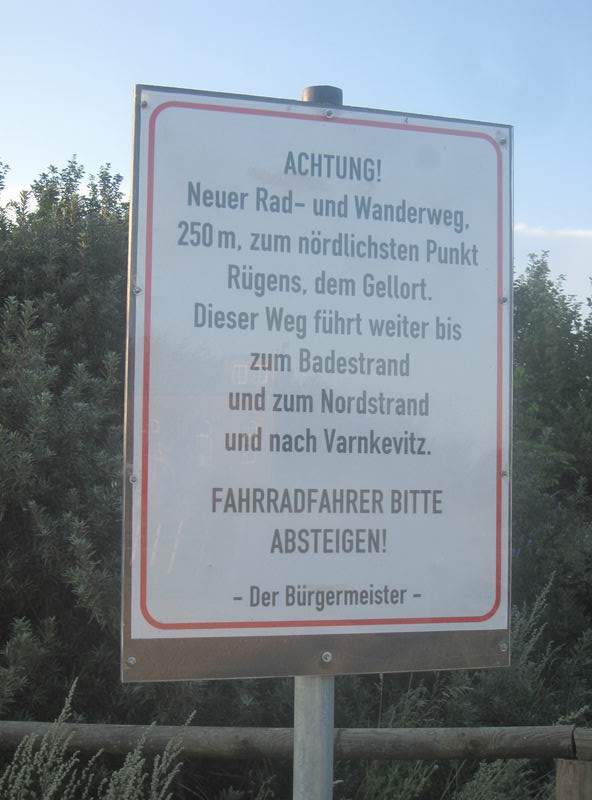 ACHTUNG!
Neuer Rad- und Wanderweg,
250 m, zum nördlichsten Punkt
Rügens, dem Gellort.
Dieser Weg führt weiter bis
zum Badestrand
und zum Nordstrand
und nach Varnkevitz.
FAHRRADFAHRER BITTE
ABSTEIGEN!
- Der Bürgermeister -